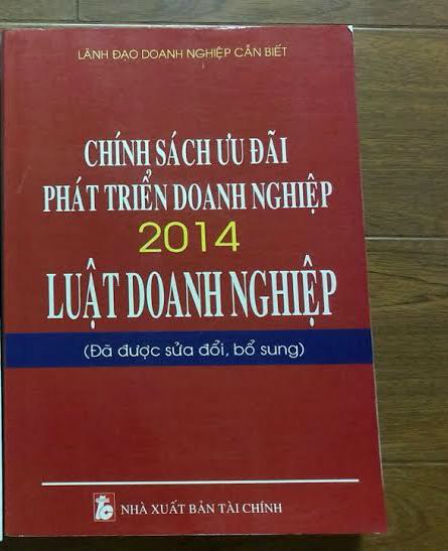 LÃNH ĐẠO DOANH NGHIỆP CẦN BIẾT
CHÍNH SÁCH ƯU ĐÃI
PHÁT TRIỂN DOANH NGHIỆP
2014
LUẬT DOANH NGHIỆP
(Đã được sửa đổi, bổ sung)
NHÀ XUẤT BẢN TÀI CHÍNH